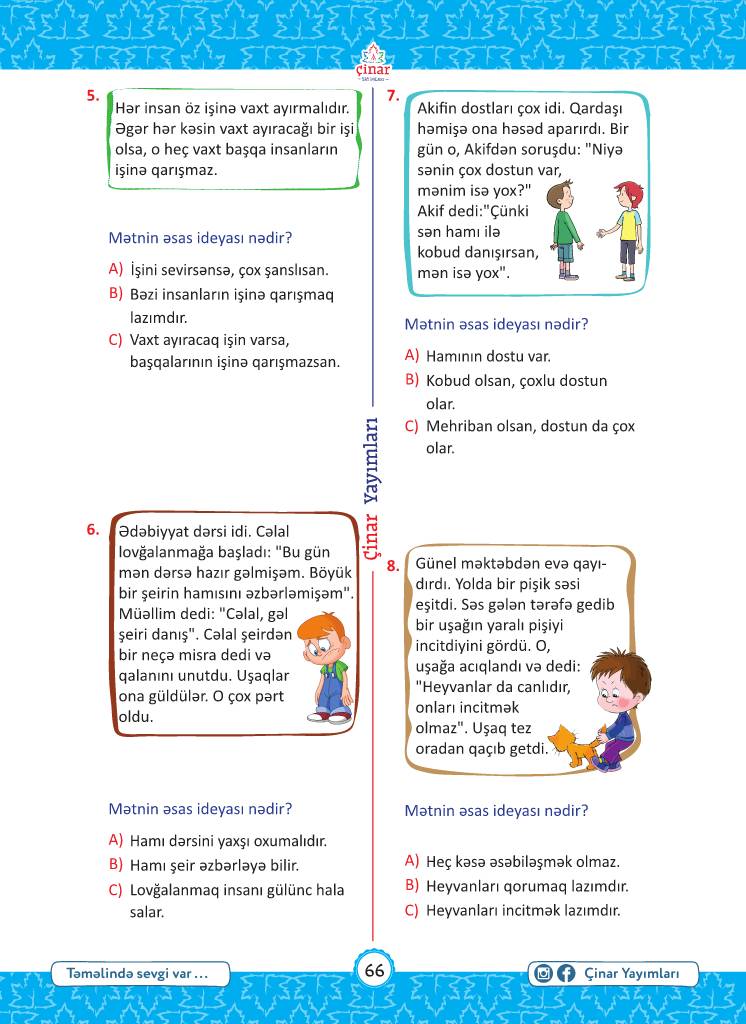 çinar
YAYIMLARI
5.
Hər insan öz işinə vaxt ayırmalıdır.
Əgər hər kəsin vaxt ayıracağı bir işi
olsa, o heç vaxt başqa insanların
işinə qarışmaz.
Mətnin əsas ideyası nədir?
A) İşini sevirsənsə, çox şanslısan.
B) Bəzi insanların işinə qarışmaq
lazımdır.
C) Vaxt ayıracaq işin varsa,
başqalarının işinə qarışmazsan.
6.
Ədəbiyyat dərsi idi. Cəlal
lovğalanmağa başladı: "Bu gün
mən dərsə hazır gəlmişəm. Böyük
bir şeirin hamısını əzbərləmişəm".
Müəllim dedi: "Cəlal, gəl
şeiri danış". Cəlal şeirdən
bir neçə misra dedi və
qalanını unutdu. Uşaqlar
ona güldülər. O çox pərt
oldu.
Mətnin əsas ideyası nədir?
A) Hamı dərsini yaxşı oxumalıdır.
B) Hamı şeir əzbərləyə bilir.
C) Lovğalanmaq insanı gülünc hala
salar.
Çinar Yayımları
7.
Akifin dostları çox idi. Qardaşı
həmişə ona həsəd aparırdı. Bir
gün o, Akifdən soruşdu: "Niyə
sənin çox dostun var,
mənim isə yox?"
Akif dedi:"Çünki
sən hamı ilə
kobud danışırsan,
mən isə yox".
Mətnin əsas ideyası nədir?
A) Hamının dostu var.
B) Kobud olsan, çoxlu dostun
olar.
C) Mehriban olsan, dostun da çox
olar.
8.
Günel məktəbdən evə qayı-
dırdı. Yolda bir pişik səsi
eşitdi. Səs gələn tərəfə gedib
bir uşağın yaralı pişiyi
incitdiyini gördü. O,
uşağa acıqlandı və dedi:
"Heyvanlar da canlıdır,
onları incitmək
olmaz". Uşaq tez
oradan qaçıb getdi.
Mətnin əsas ideyası nədir?
A) Heç kəsə əsəbiləşmək olmaz.
B) Heyvanları qorumaq lazımdır.
C) Heyvanları incitmək lazımdır.
Təməlində sevgi var ...
66
Çinar Yayımları